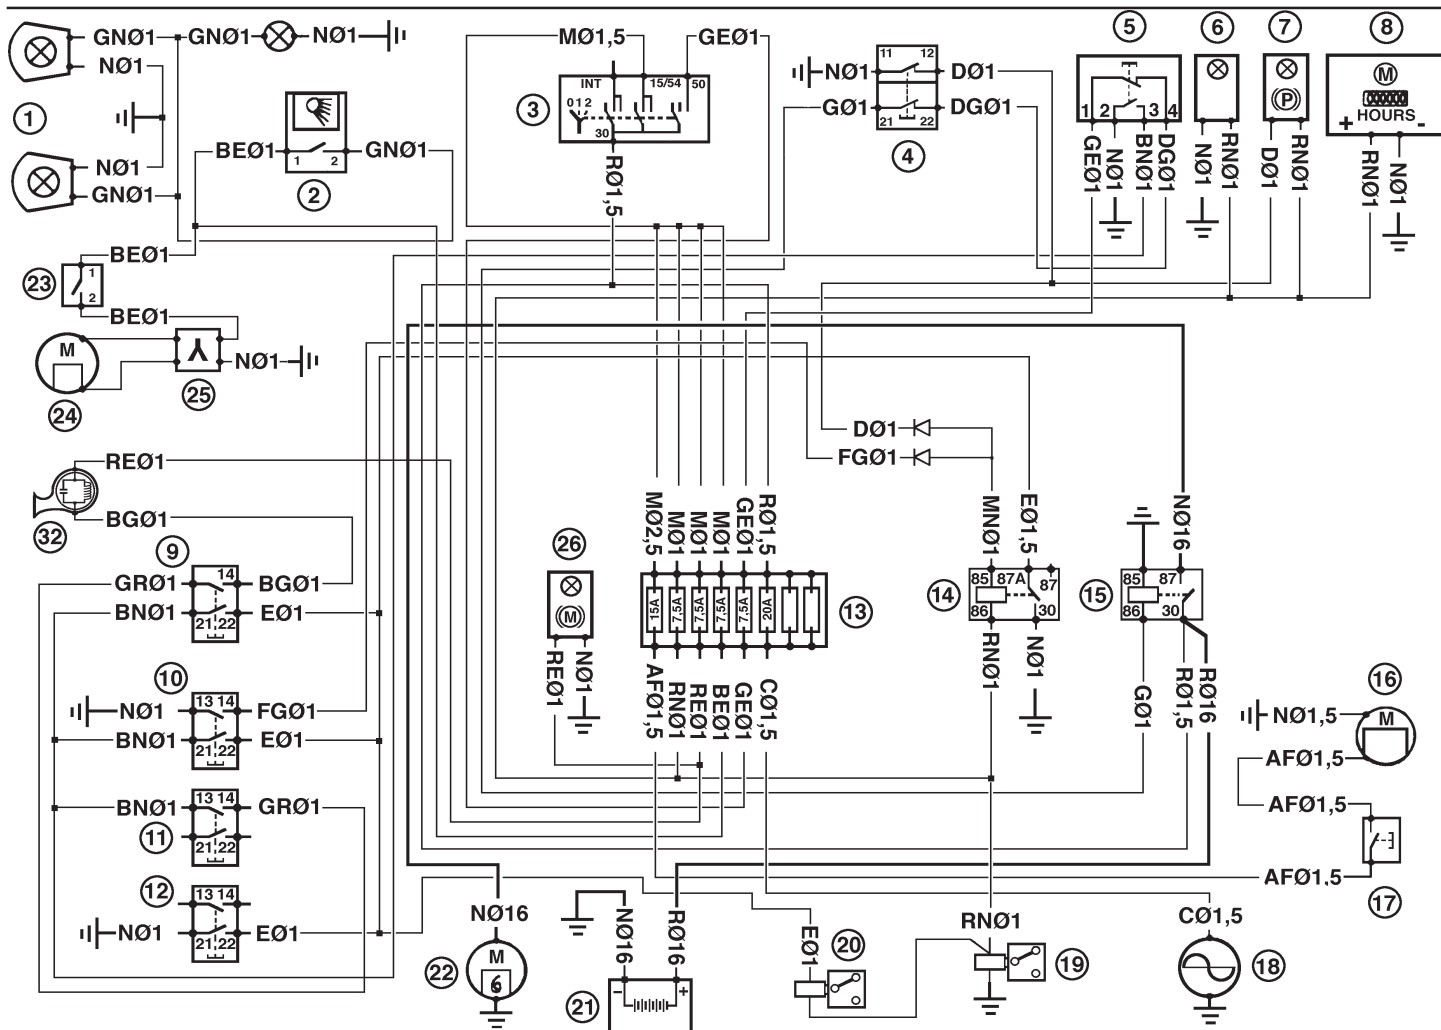 GNØ1 GNØ1 NØ1
NØ1
1
NØ1
GNØ1
BEØ1 1 2 GNØ1
2
MØ1,5 GEØ1
INT 15/54 50
0 1 2
30
3
RØ1,5
11 12
NØ1 DØ1
GØ1 DGØ1
21 22
4
5 6 7 8
1 2 3 4
GEØ1 NØ1 BNØ1 DGØ1
NØ1 RNØ1
P
DØ1 RNØ1
M
HOURS
+ -
RNØ1 NØ1
BEØ1
23 1
2
BEØ1
M
NØ1
24 25
REØ1
BGØ1
32
9
GRØ1 14 BGØ1
BNØ1 21 22 EØ1
10
NØ1 13 14 FGØ1
BNØ1 21 22 EØ1
BNØ1 13 14 GRØ1
11 21 22
12 13 14
NØ1 21 22 EØ1
DØ1
FGØ1
MØ2,5 MØ1 MØ1 MØ1 GEØ1 RØ1,5
15A 7,5A 7,5A 7,5A 7,5A 20A
13
AFØ1,5 RNØ1 REØ1 BEØ1 GEØ1 CØ1,5
26
M
REØ1 NØ1
MNØ1 EØ1,5
14 85 87A 87
86 30
RNØ1 NØ1
NØ16
15 85 87
86 30
GØ1 RØ1,5 RØ16
16
NØ1,5 M
AFØ1,5
AFØ1,5
AFØ1,5
17
NØ16
22 M
6
NØ16 RØ16
21 - +
EØ1 20
RNØ1
19
CØ1,5
18